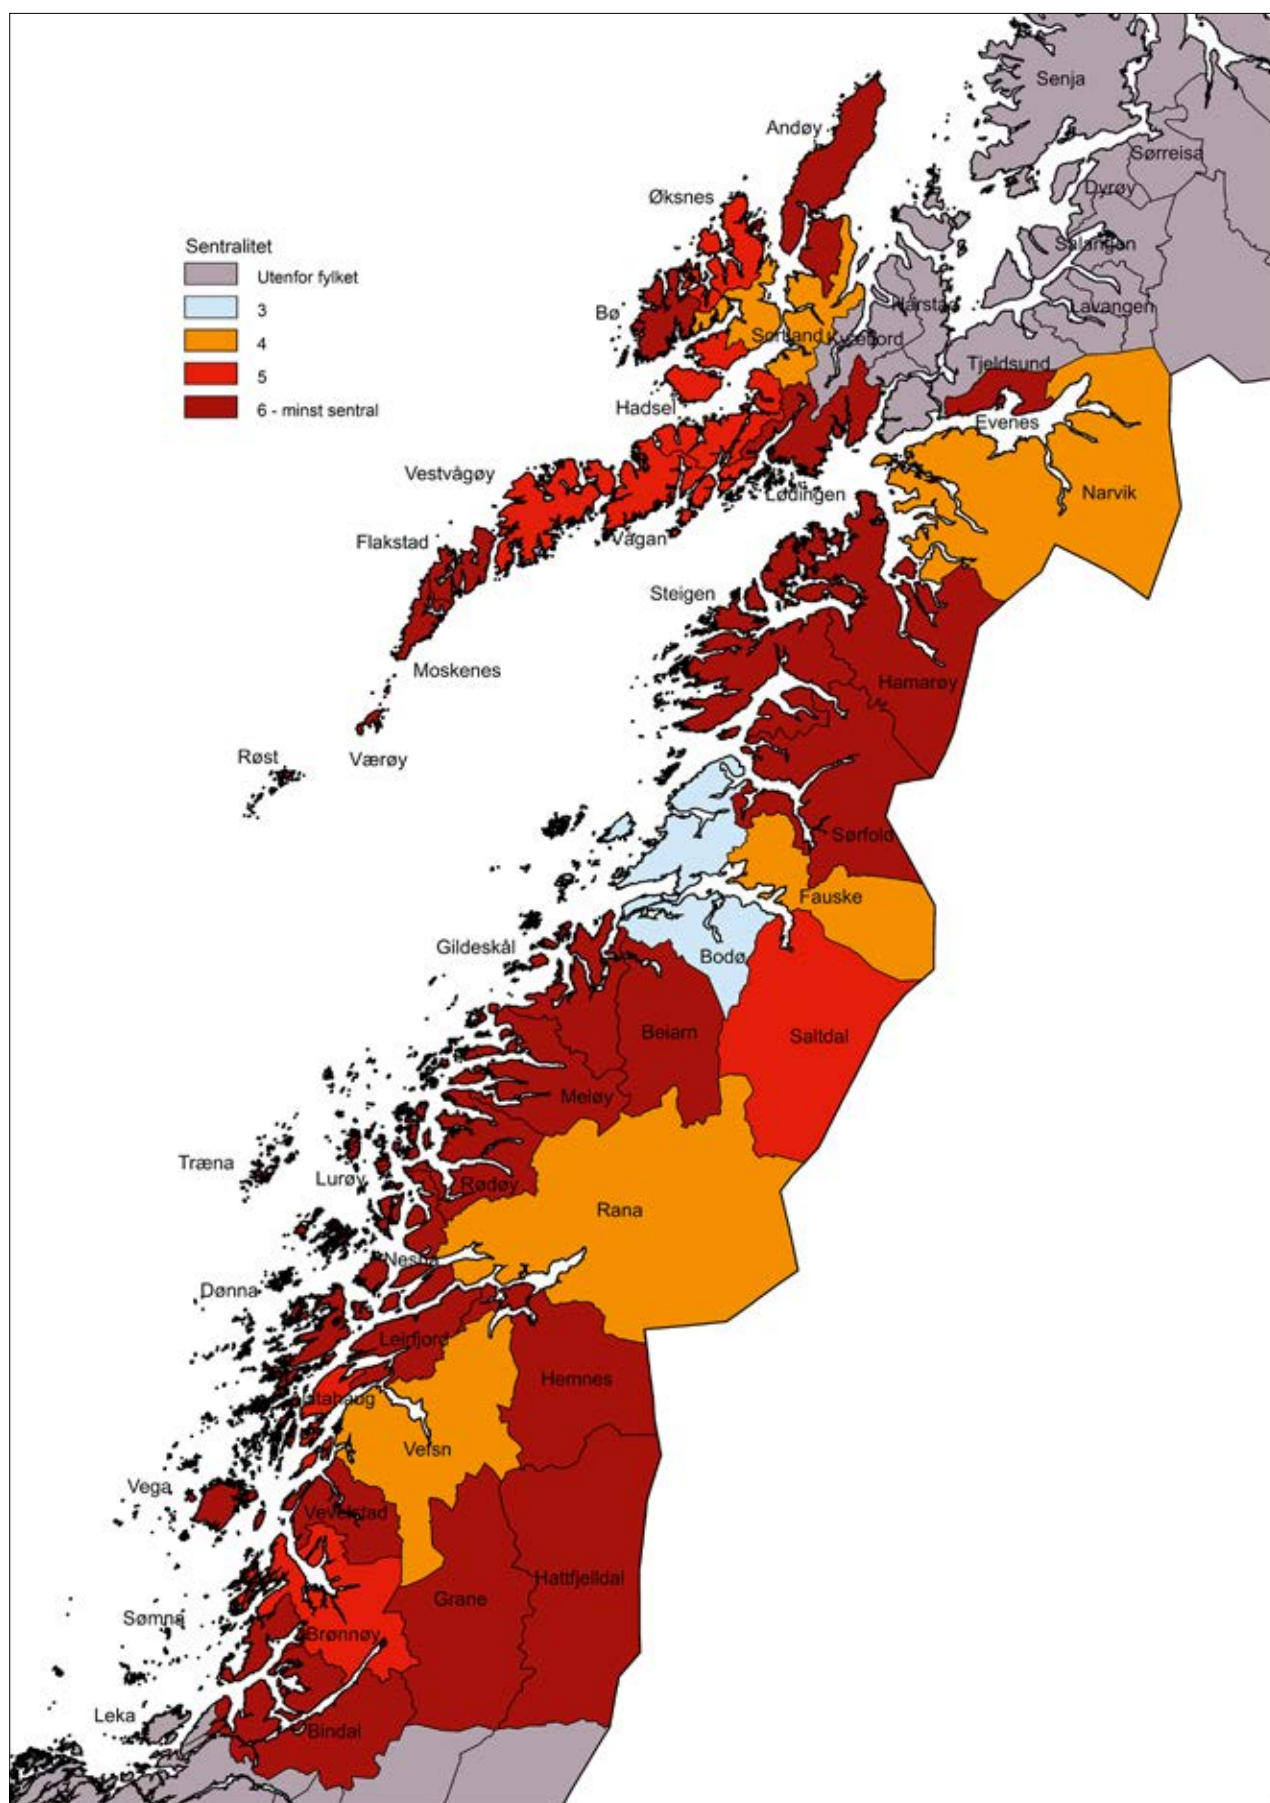 Senja
Andøy
Sørreisa
Dyrøy
Øksnes
Salangen
Sentralitet
Utenfor fylket
3
4
5
6 - minst sentral
Harstad
Lavangen
Bø
Sortland
Kvæfjord
Tjeldsund
Hadsel
Evenes
Vestvågøy
Lødingen
Narvik
Flakstad
Vågan
Steigen
Moskenes
Hamarøy
Røst
Værøy
Sørfold
Fauske
Gildeskål
Bodø
Beiarn
Saltdal
Meløy
Træna
Lurøy
Rødøy
Rana
Nesna
Dønna
Leirfjord
Hemnes
Alstahaug
Vefsn
Vega
Vevelstad
Hattfjelldal
Grane
Sømna
Brønnøy
Leka
Bindal